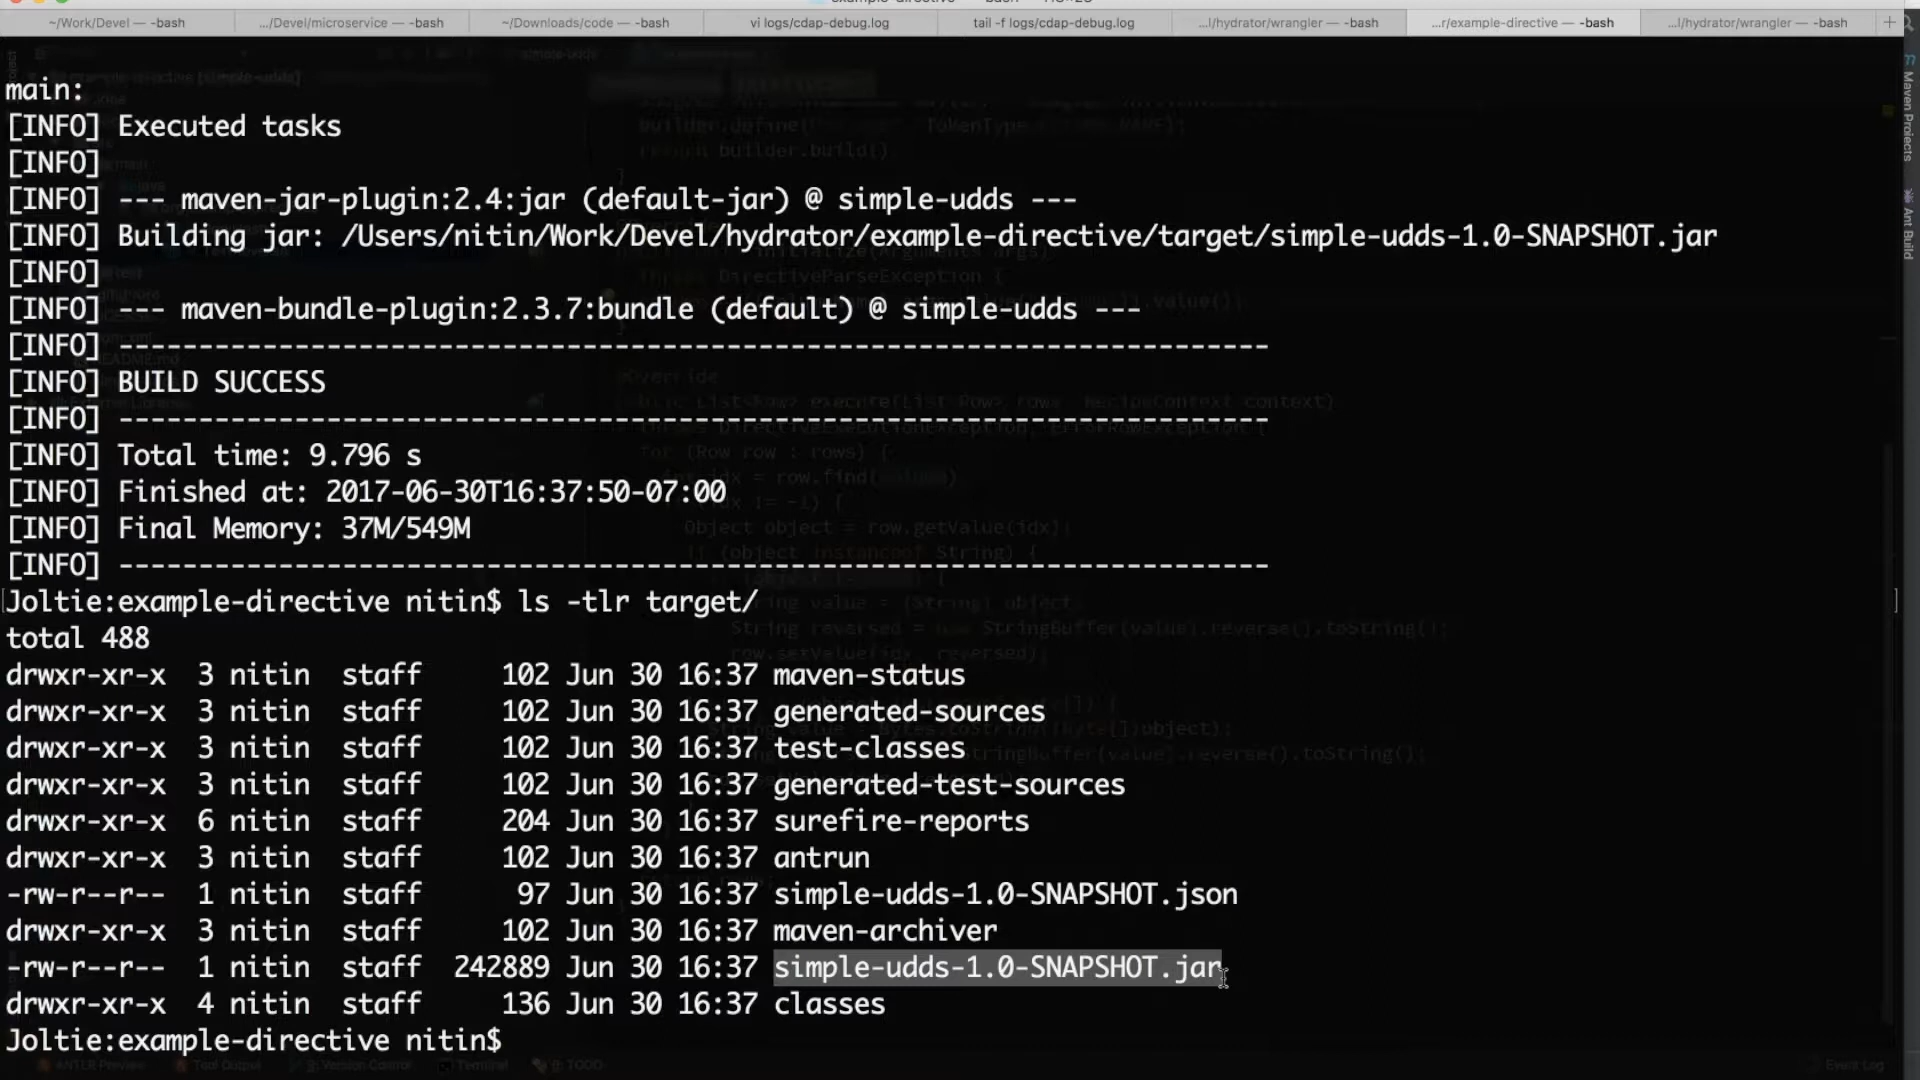 ~/Work/Devel — -bash
.../Devel/microservice — -bash
~/Downloads/code — -bash
vi logs/cdap-debug.log
tail -f logs/cdap-debug.log
...l/hydrator/wrangler — -bash
...r/example-directive — -bash
...l/hydrator/wrangler — -bash
Maven Projects
Ant Build
main:
[INFO] Executed tasks
[INFO]
[INFO] --- maven-jar-plugin:2.4:jar (default-jar) @ simple-udds ---
[INFO] Building jar: /Users/nitin/Work/Devel/hydrator/example-directive/target/simple-udds-1.0-SNAPSHOT.jar
[INFO]
[INFO] --- maven-bundle-plugin:2.3.7:bundle (default) @ simple-udds ---
[INFO] ------------------------------------------------------------------------
[INFO] BUILD SUCCESS
[INFO] ------------------------------------------------------------------------
[INFO] Total time: 9.796 s
[INFO] Finished at: 2017-06-30T16:37:50-07:00
[INFO] Final Memory: 37M/549M
[INFO] ------------------------------------------------------------------------
Joltie:example-directive nitin$ ls -tlr target/
total 488
drwxr-xr-x  3 nitin  staff     102 Jun 30 16:37 maven-status
drwxr-xr-x  3 nitin  staff     102 Jun 30 16:37 generated-sources
drwxr-xr-x  3 nitin  staff     102 Jun 30 16:37 test-classes
drwxr-xr-x  3 nitin  staff     102 Jun 30 16:37 generated-test-sources
drwxr-xr-x  6 nitin  staff     204 Jun 30 16:37 surefire-reports
drwxr-xr-x  3 nitin  staff     102 Jun 30 16:37 antrun
-rw-r--r--  1 nitin  staff      97 Jun 30 16:37 simple-udds-1.0-SNAPSHOT.json
drwxr-xr-x  3 nitin  staff     102 Jun 30 16:37 maven-archiver
-rw-r--r--  1 nitin  staff  242889 Jun 30 16:37 simple-udds-1.0-SNAPSHOT.jar
drwxr-xr-x  4 nitin  staff     136 Jun 30 16:37 classes
Joltie:example-directive nitin$